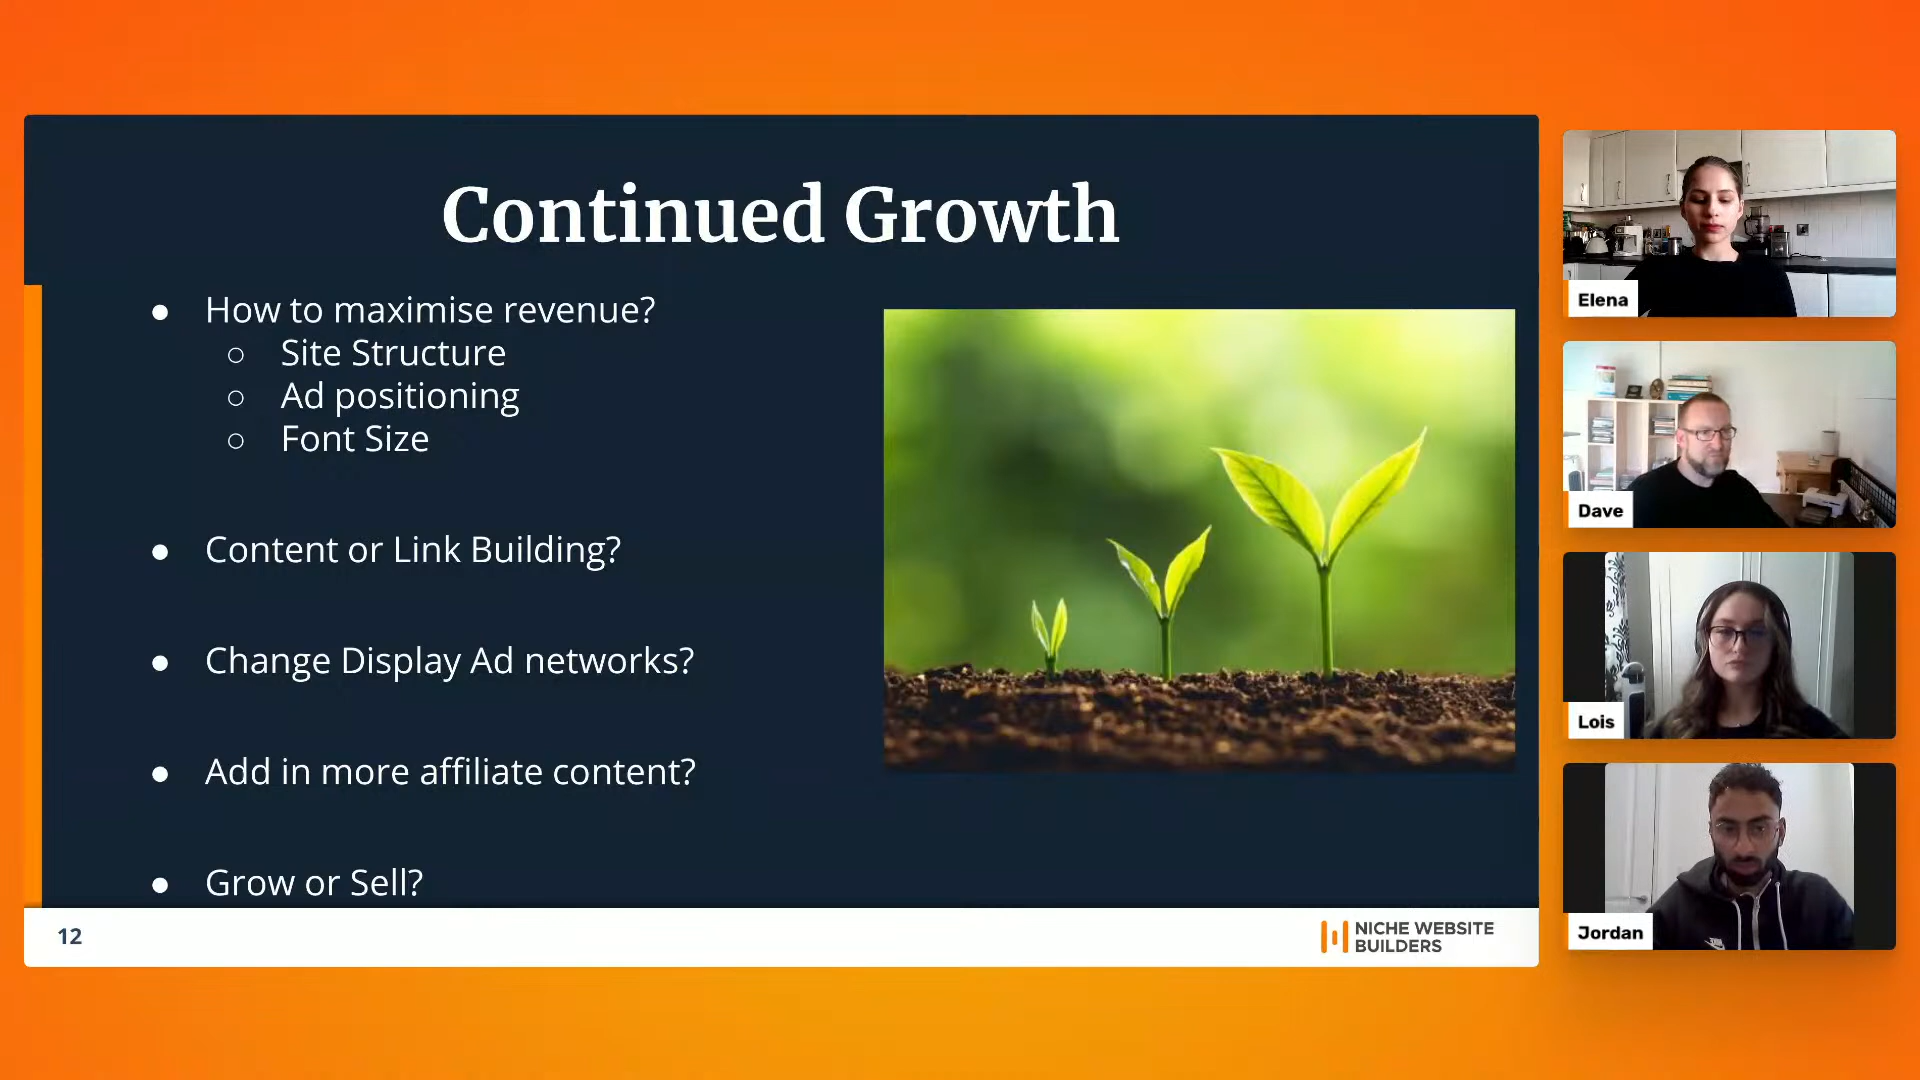 Continued Growth
● How to maximise revenue?
○ Site Structure
○ Ad positioning
○ Font Size
● Content or Link Building?
● Change Display Ad networks?
● Add in more affiliate content?
● Grow or Sell?
12
NICHE WEBSITE
BUILDERS
Elena
Dave
Lois
Jordan